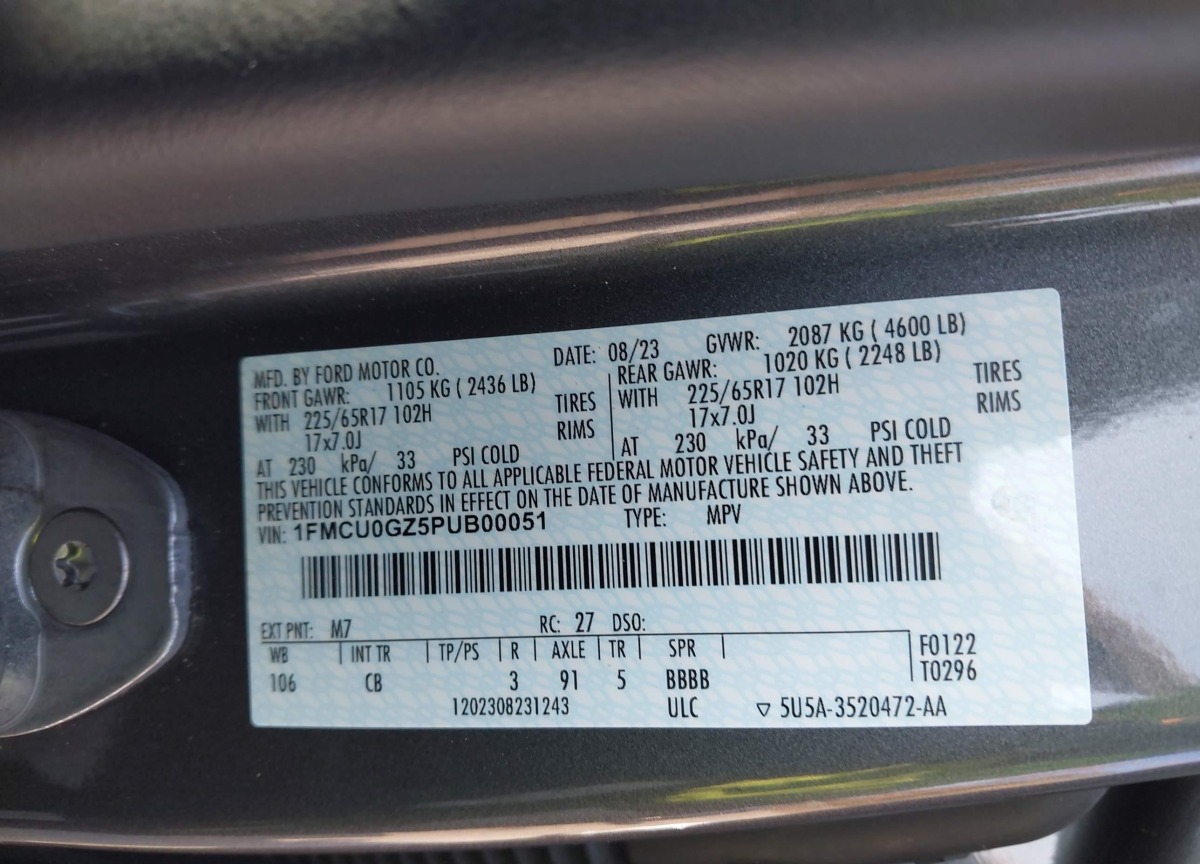 MFD. BY FORD MOTOR CO. DATE: 08/23 GVWR: 2087 KG ( 4600 LB)
FRONT GAWR: 1105 KG ( 2436 LB) REAR GAWR: 1020 KG ( 2248 LB)
WITH 225/65R17 102H TIRES WITH 225/65R17 102H TIRES
17x7.0J RIMS 17x7.0J RIMS
AT 230 kPa/ 33 PSI COLD AT 230 kPa/ 33 PSI COLD
THIS VEHICLE CONFORMS TO ALL APPLICABLE FEDERAL MOTOR VEHICLE SAFETY AND THEFT
PREVENTION STANDARDS IN EFFECT ON THE DATE OF MANUFACTURE SHOWN ABOVE.
VIN: 1FMCU0GZ5PUB00051 TYPE: MPV
EXT PNT: M7 RC: 27 DSO:
WB INT TR TP/PS R AXLE TR SPR F0122
106 CB 3 91 5 BBBB T0296
1202308231243 ULC ▽ 5U5A-3520472-AA